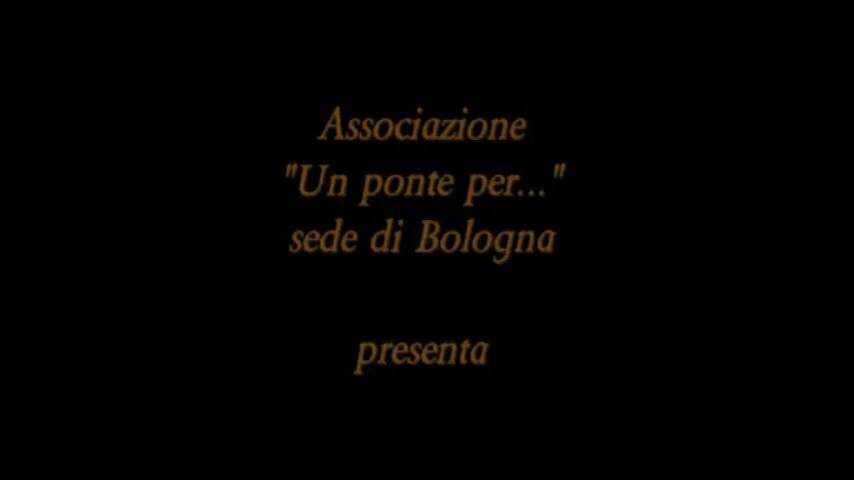 Associazione
"Un ponte per..."
sede di Bologna
presenta